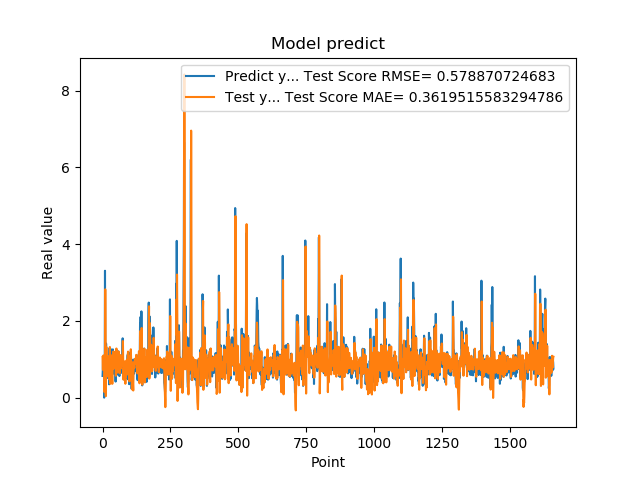 Model predict
Predict y... Test Score RMSE= 0.578870724683
Test y... Test Score MAE= 0.3619515583294786
Real value
8
6
4
2
0
0 250 500 750 1000 1250 1500
Point